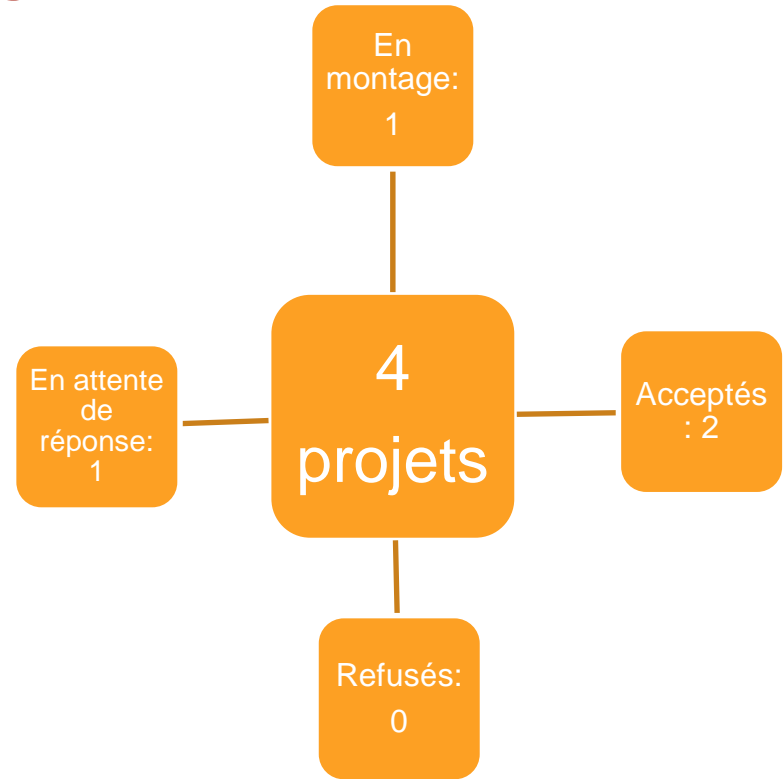 En
montage:
1
4
projets
En attente
de
réponse:
1
Acceptés
: 2
Refusés:
0